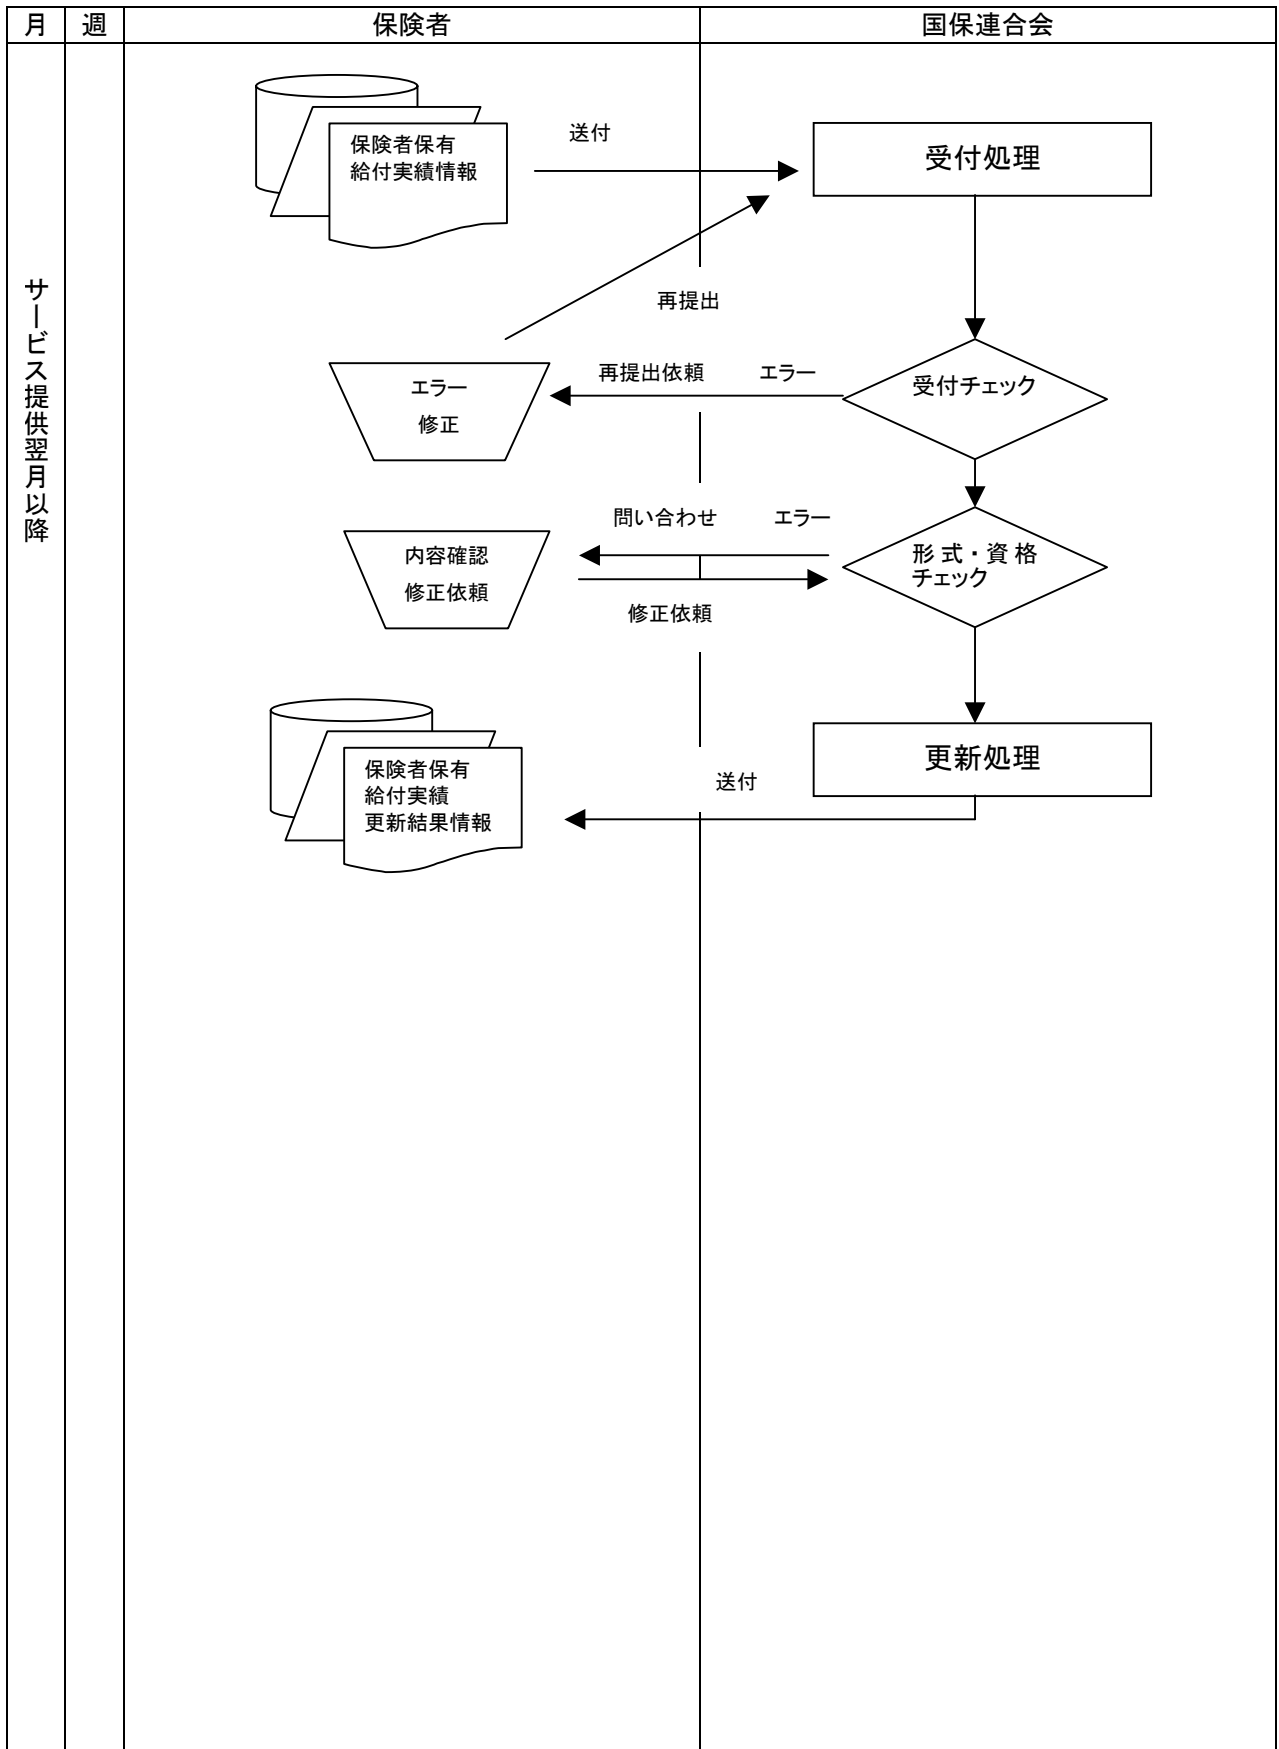 月 週 保険者 国保連合会
サービス提供翌月以降
保険者保有
給付実績情報
送付
受付処理
再提出
エラー
修正
再提出依頼 エラー
受付チェック
問い合わせ エラー
内容確認
修正依頼
形式・資格
チェック
修正依頼
保険者保有
給付実績
更新結果情報
送付
更新処理